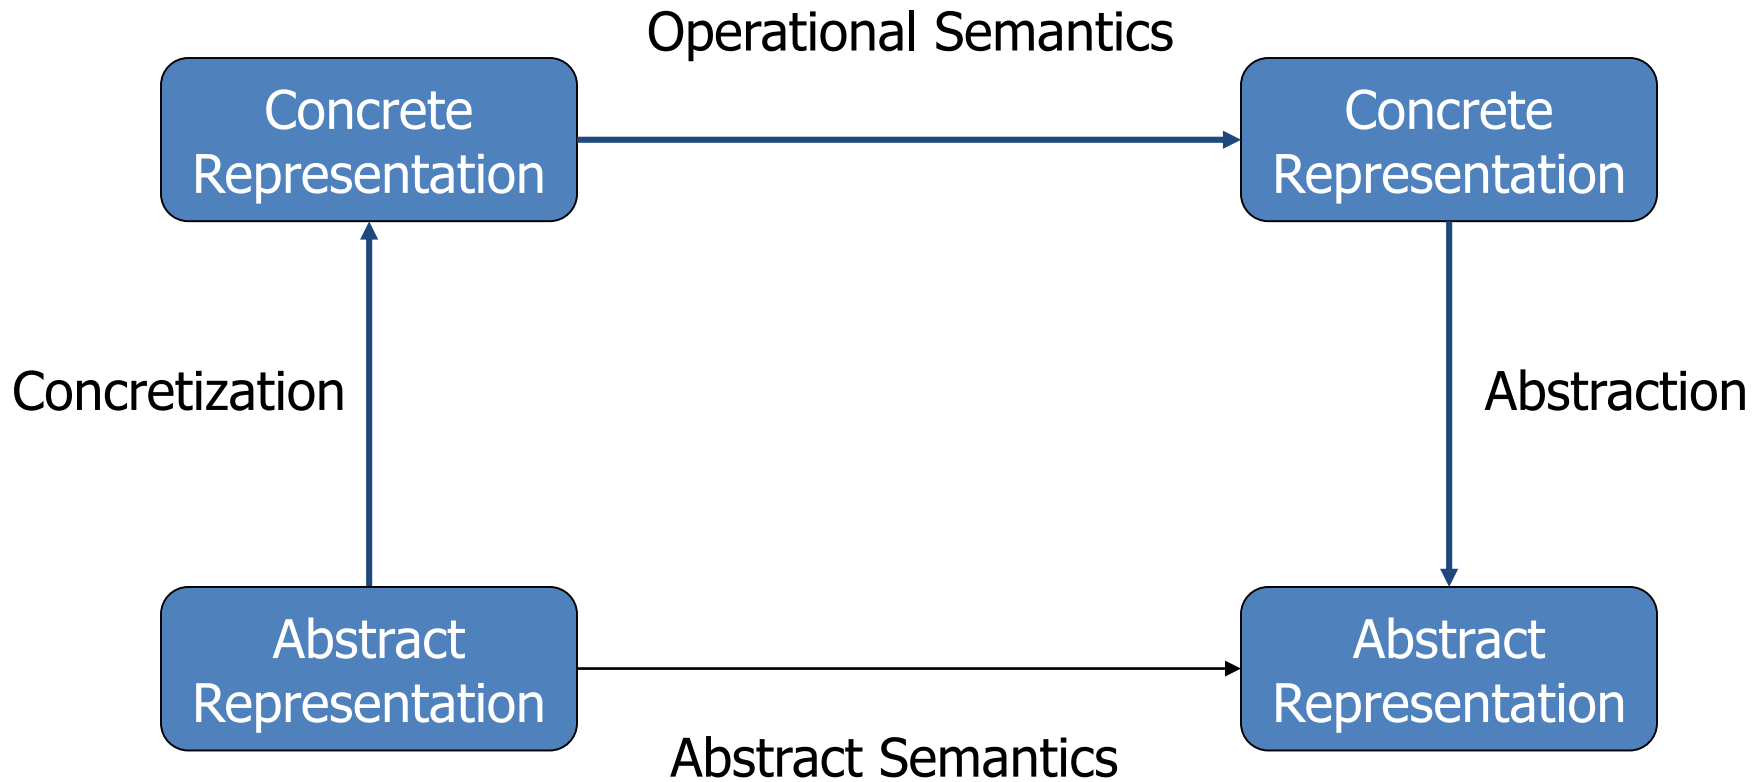 Operational Semantics
Concrete
Representation
Concrete
Representation
Concretization
Abstraction
Abstract
Representation
Abstract
Representation
Abstract Semantics